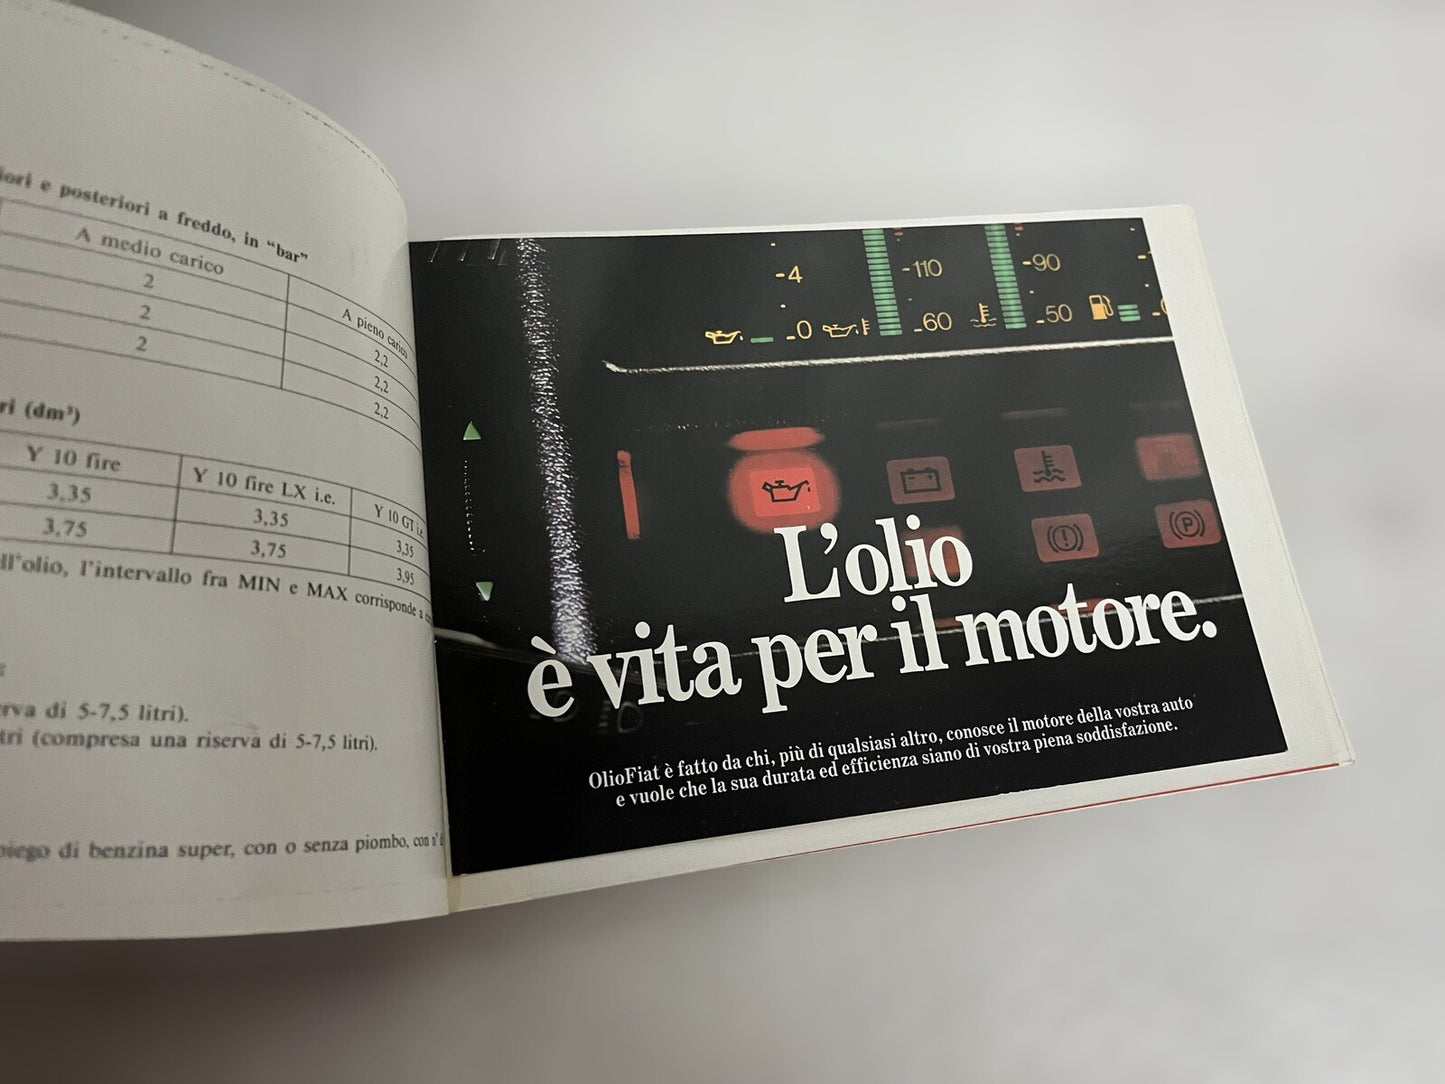 iori e posteriori a freddo, in “bar”
A medio carico
A pieno carico
2
2,2
2
2,2
2
2,2
ri (dm³)
Y 10 fire
Y 10 fire LX i.e.
Y 10 GT i.e.
3,35
3,35
3,35
3,75
3,75
3,95
ll’olio, l’intervallo fra MIN e MAX corrisponde a
rva di 5-7,5 litri).
tri (compresa una riserva di 5-7,5 litri).
piego di benzina super, con o senza piombo, con n°
-4
-110
-90
-0
-60
-50
L’olio
è vita per il motore.
OlioFiat è fatto da chi, più di qualsiasi altro, conosce il motore della vostra auto
e vuole che la sua durata ed efficienza siano di vostra piena soddisfazione.